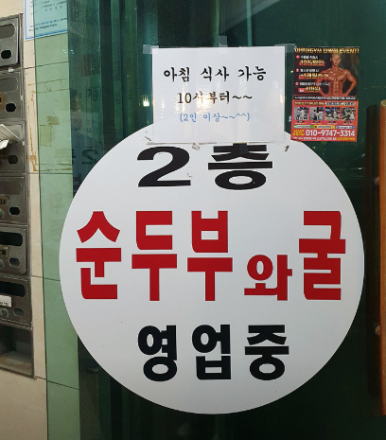 아침 식사 가능
10시부터~~
(2인 이상~~^^)
010-9747-3314
2층
순두부와굴
영업중